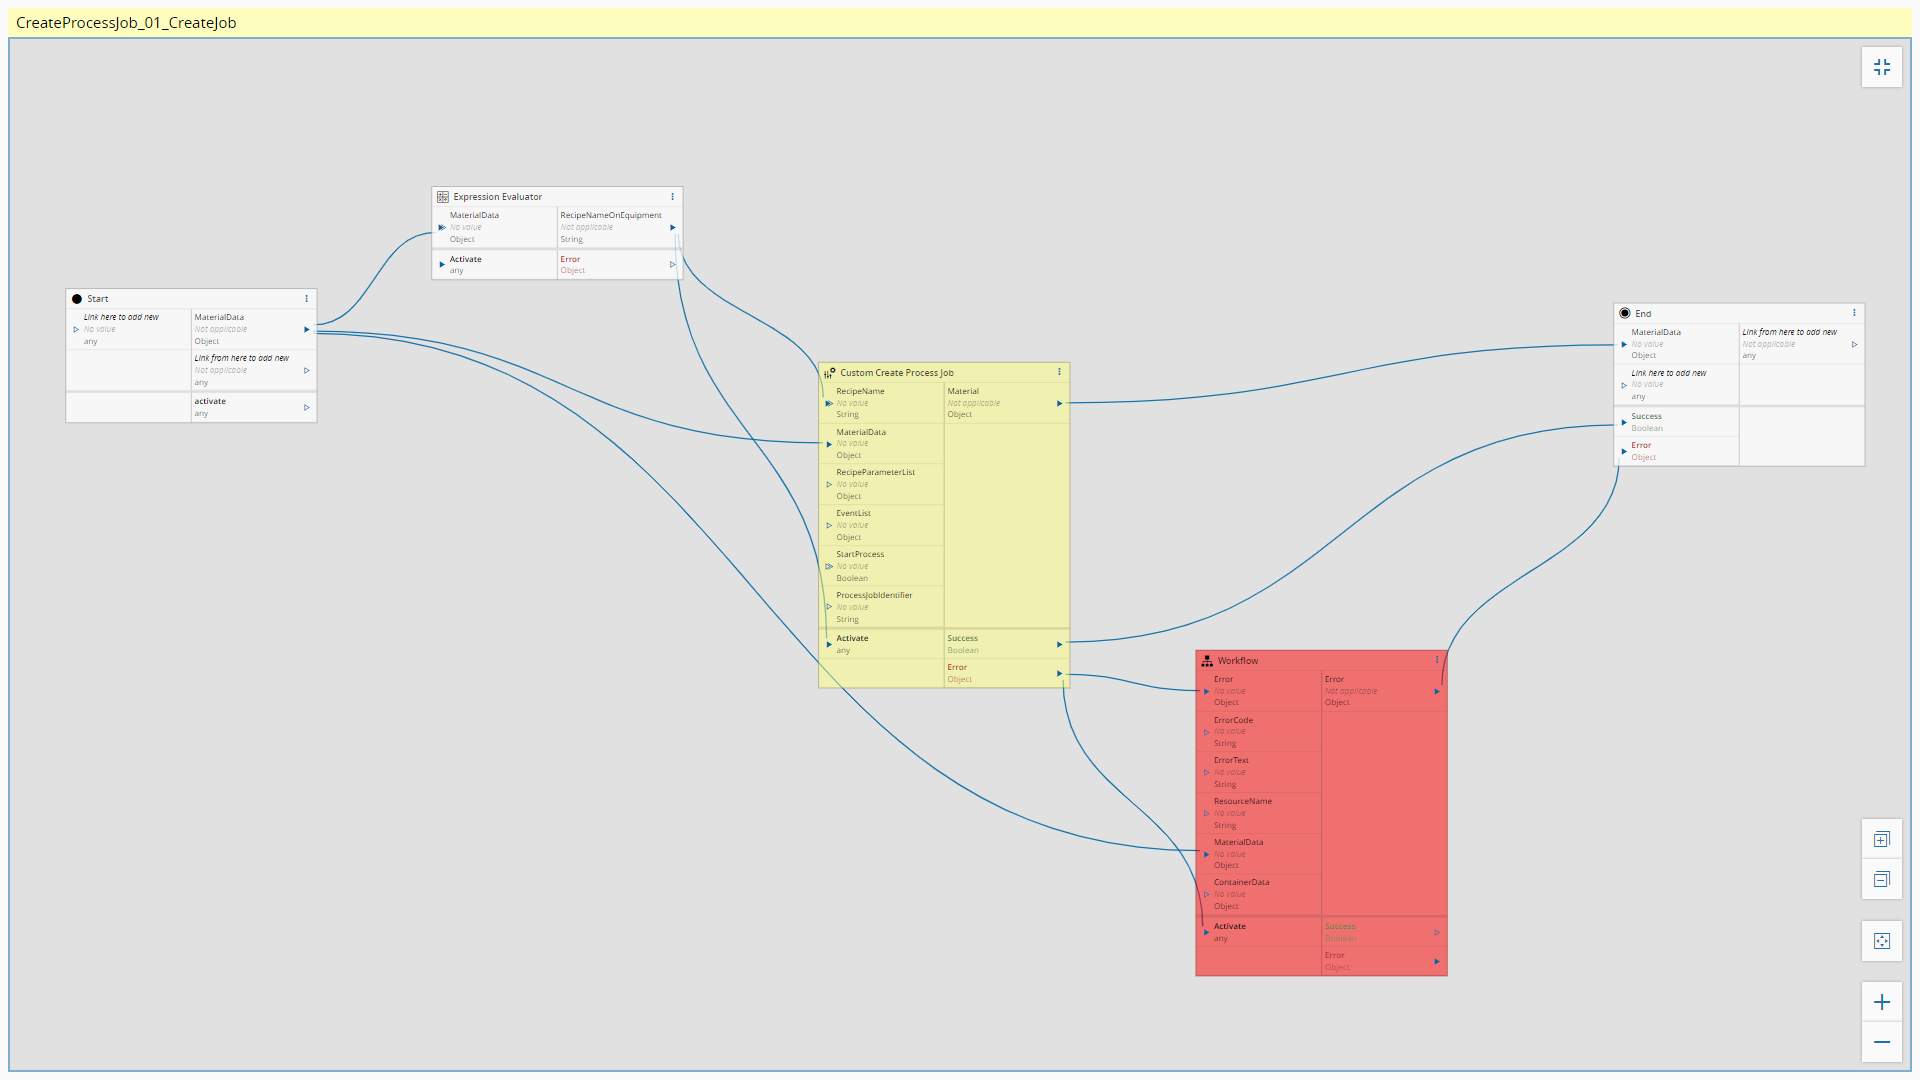 CreateProcessJob_01_CreateJob
Expression Evaluator
MaterialData
No value
Object
RecipeNameOnEquipment
Not applicable
String
Activate
any
Error
Object
Start
Link here to add new
No value
any
MaterialData
Not applicable
Object
Link from here to add new
Not applicable
any
activate
any
Custom Create Process Job
RecipeName
No value
String
Material
Not applicable
Object
MaterialData
No value
Object
RecipeParameterList
No value
Object
EventList
No value
Object
StartProcess
No value
Boolean
ProcessJobIdentifier
No value
String
Activate
any
Success
Boolean
Error
Object
End
MaterialData
No value
Object
Link from here to add new
Not applicable
any
Link here to add new
No value
any
Success
Boolean
Error
Object
Workflow
Error
No value
Object
Error
Not applicable
Object
ErrorCode
No value
String
ErrorText
No value
String
ResourceName
No value
String
MaterialData
No value
Object
ContainerData
No value
Object
Activate
any
Success
Boolean
Error
Object